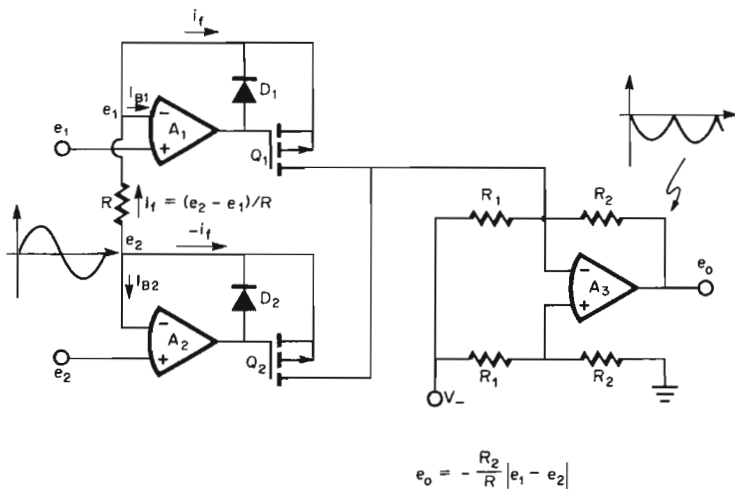 i_f
I_B1
D_1
e_1
−
A_1
e_1
+
Q_1
R
i_f = (e_2 − e_1)/R
R_1
R_2
e_2
−i_f
I_B2
D_2
−
A_3
e_o
+
−
A_2
Q_2
R_1
R_2
e_2
+
V_−
e_o = − R_2/R |e_1 − e_2|